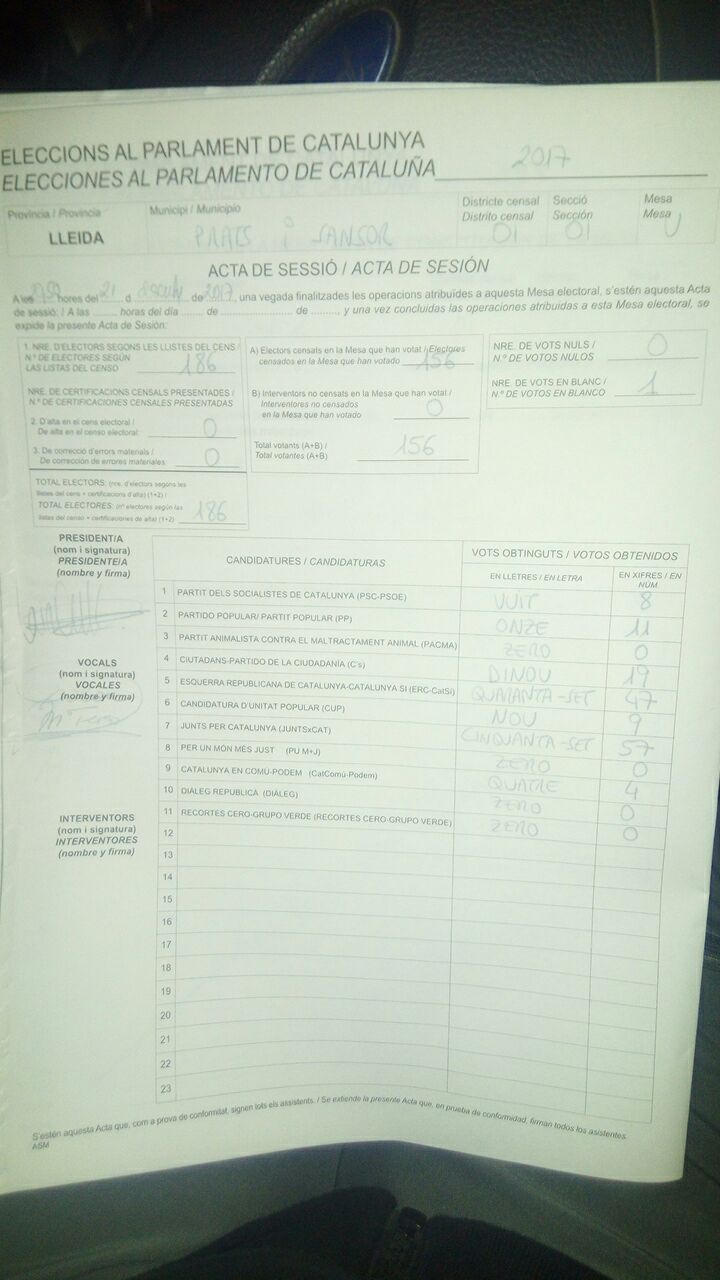 ELECCIONS AL PARLAMENT DE CATALUNYA
ELECCIONES AL PARLAMENTO DE CATALUÑA 2017
Província / Provincia Municipi / Municipio Districte censal Secció Mesa
Distrito censal Sección Mesa
LLEIDA PRATS i SANSOR 01 01 U
ACTA DE SESSIÓ / ACTA DE SESIÓN
A les hores del 21 d de 2017, una vegada finalitzades les operacions atribuïdes a aquesta Mesa electoral, s'estén aquesta Acta
de sessió: / A las hores del día de de y una vez concluidas las operaciones atribuidas a esta Mesa electoral, se
expide la presente Acta de Sesión:
1. NRE. D'ELECTORS SEGONS LES LLISTES DEL CENS /
N.º DE ELECTORES SEGÚN
LAS LISTAS DEL CENSO 186
NRE. DE CERTIFICACIONS CENSALS PRESENTADES /
N.º DE CERTIFICACIONES CENSALES PRESENTADAS
2. D'alta en el cens electoral /
De alta en el censo electoral: 0
3. De correcció d'errors materials /
De corrección de errores materiales: 0
TOTAL ELECTORS: (nre. d'electors segons les
llistes del cens + certificacions d'alta) (1+2) /
TOTAL ELECTORES: (nº electores según las
listas del censo + certificaciones de alta) (1+2) 186
A) Electors censats en la Mesa que han votat / Electores
censados en la Mesa que han votado 156
B) Interventors no censats en la Mesa que han votat /
Interventores no censados
en la Mesa que han votado 0
Total votants (A+B) /
Total votantes (A+B) 156
NRE. DE VOTS NULS /
N.º DE VOTOS NULOS 0
NRE. DE VOTS EN BLANC /
N.º DE VOTOS EN BLANCO 1
PRESIDENT/A
(nom i signatura)
PRESIDENTE/A
(nombre y firma)
VOCALS
(nom i signatura)
VOCALES
(nombre y firma)
INTERVENTORS
(nom i signatura)
INTERVENTORES
(nombre y firma)
CANDIDATURES / CANDIDATURAS VOTS OBTINGUTS / VOTOS OBTENIDOS
EN LLETRES / EN LETRA EN XIFRES / EN NÚM.
1 PARTIT DELS SOCIALISTES DE CATALUNYA (PSC-PSOE) VUIT 8
2 PARTIDO POPULAR/ PARTIT POPULAR (PP) ONZE 11
3 PARTIT ANIMALISTA CONTRA EL MALTRACTAMENT ANIMAL (PACMA) ZERO 0
4 CIUTADANS-PARTIDO DE LA CIUDADANÍA (C's) DINOU 19
5 ESQUERRA REPUBLICANA DE CATALUNYA-CATALUNYA SÍ (ERC-CatSí) QUARANTA-SET 47
6 CANDIDATURA D'UNITAT POPULAR (CUP) NOU 9
7 JUNTS PER CATALUNYA (JUNTSxCAT) CINQUANTA-SET 57
8 PER UN MÓN MÉS JUST (PU M+J) ZERO 0
9 CATALUNYA EN COMÚ-PODEM (CatComú-Podem) QUATRE 4
10 DIÀLEG REPUBLICÀ (DIÀLEG) ZERO 0
11 RECORTES CERO-GRUPO VERDE (RECORTES CERO-GRUPO VERDE) ZERO 0
12
13
14
15
16
17
18
19
20
21
22
23
S'estén aquesta Acta que, com a prova de conformitat, signen tots els assistents. / Se extiende la presente Acta que, en prueba de conformidad, firman todos los asistentes.
ASM